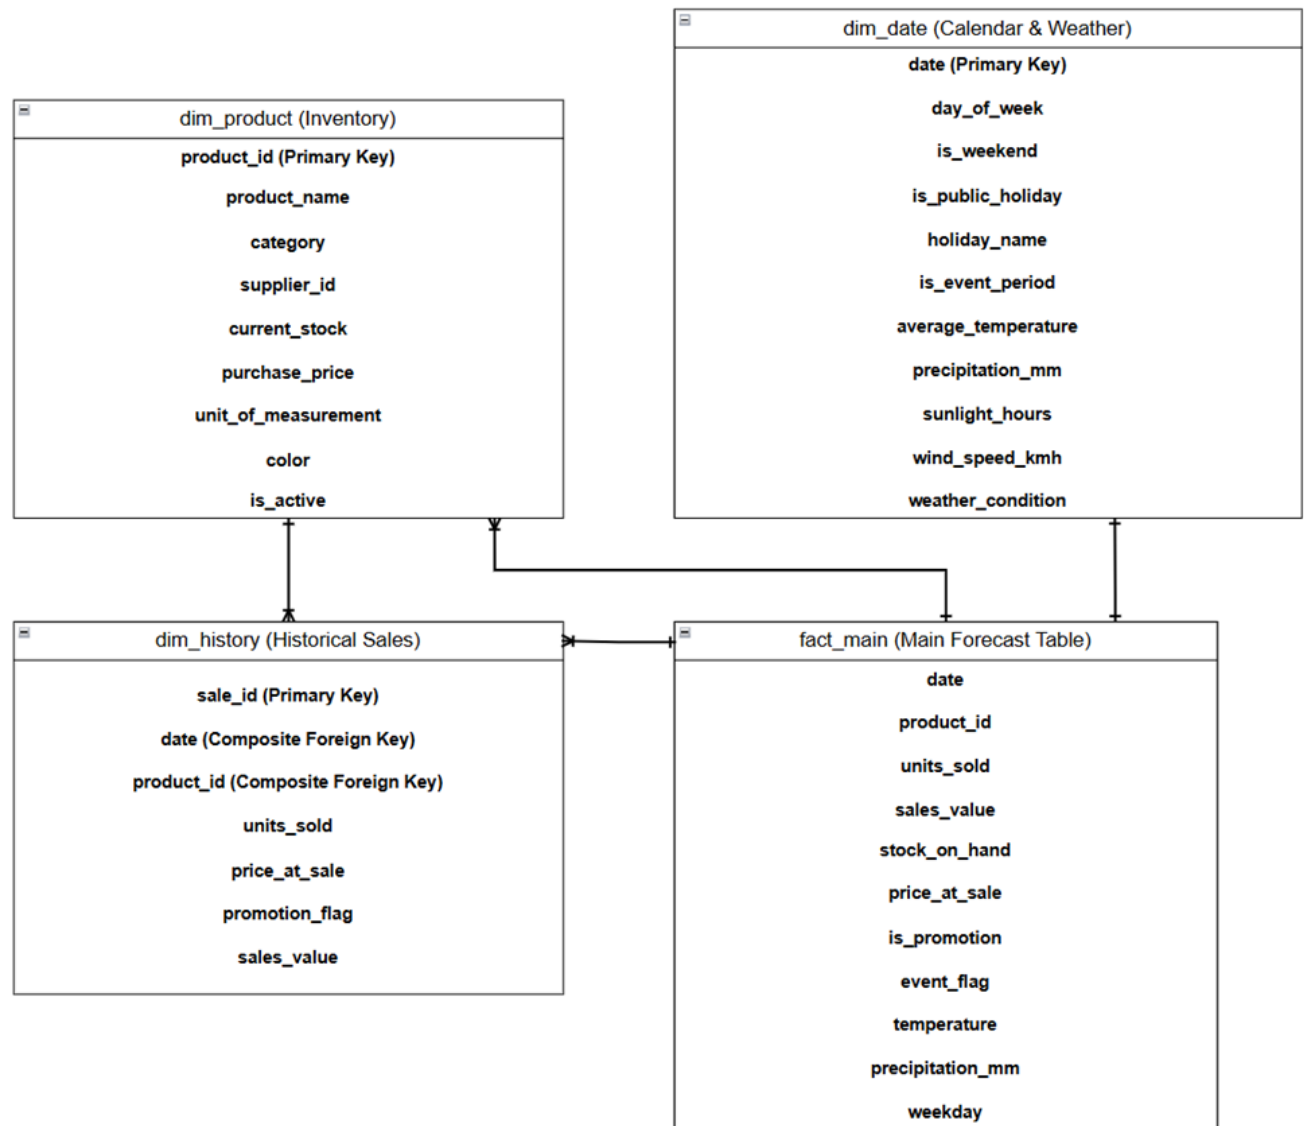 dim_product (Inventory)
product_id (Primary Key)
product_name
category
supplier_id
current_stock
purchase_price
unit_of_measurement
color
is_active
dim_date (Calendar & Weather)
date (Primary Key)
day_of_week
is_weekend
is_public_holiday
holiday_name
is_event_period
average_temperature
precipitation_mm
sunlight_hours
wind_speed_kmh
weather_condition
dim_history (Historical Sales)
sale_id (Primary Key)
date (Composite Foreign Key)
product_id (Composite Foreign Key)
units_sold
price_at_sale
promotion_flag
sales_value
fact_main (Main Forecast Table)
date
product_id
units_sold
sales_value
stock_on_hand
price_at_sale
is_promotion
event_flag
temperature
precipitation_mm
weekday